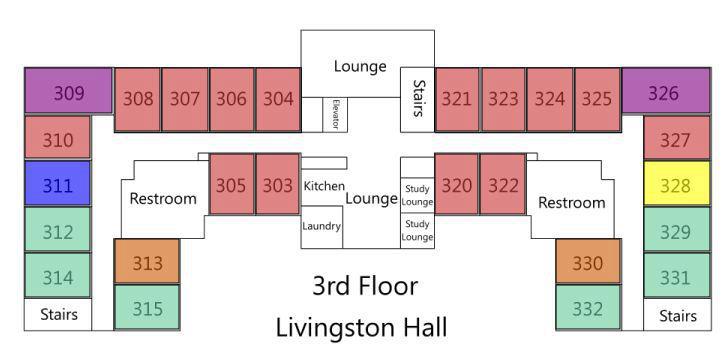 Lounge
309
308
307
306
304
Elevator
Stairs
321
323
324
325
326
310
327
311
Restroom
305
303
Kitchen
Lounge
Study
Lounge
320
322
Restroom
328
312
Laundry
Study
Lounge
329
314
313
330
331
3rd Floor
Stairs
315
332
Stairs
Livingston Hall